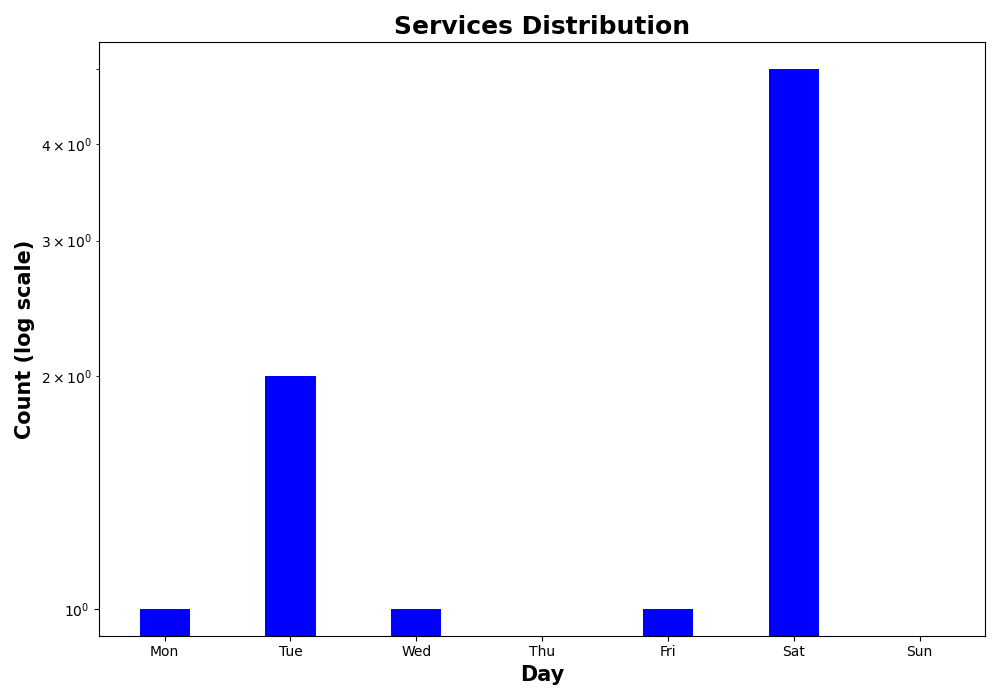 Services Distribution
Count (log scale)
4 × 10⁰
3 × 10⁰
2 × 10⁰
10⁰
Mon Tue Wed Thu Fri Sat Sun
Day